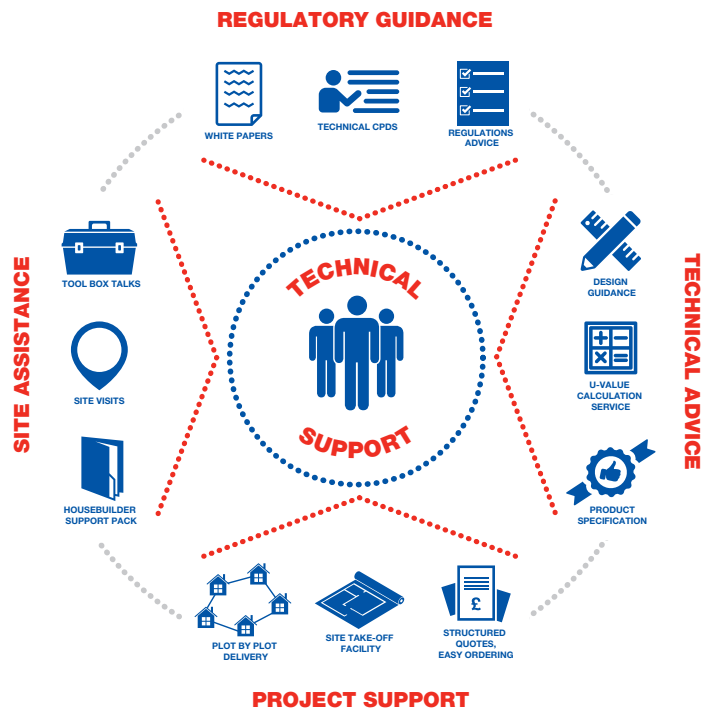 REGULATORY GUIDANCE
WHITE PAPERS
TECHNICAL CPDS
REGULATIONS
ADVICE
SITE ASSISTANCE
TOOL BOX TALKS
SITE VISITS
HOUSEBUILDER
SUPPORT PACK
TECHNICAL
SUPPORT
TECHNICAL ADVICE
DESIGN
GUIDANCE
U-VALUE
CALCULATION
SERVICE
PRODUCT
SPECIFICATION
PLOT BY PLOT
DELIVERY
SITE TAKE-OFF
FACILITY
£
STRUCTURED
QUOTES,
EASY ORDERING
PROJECT SUPPORT